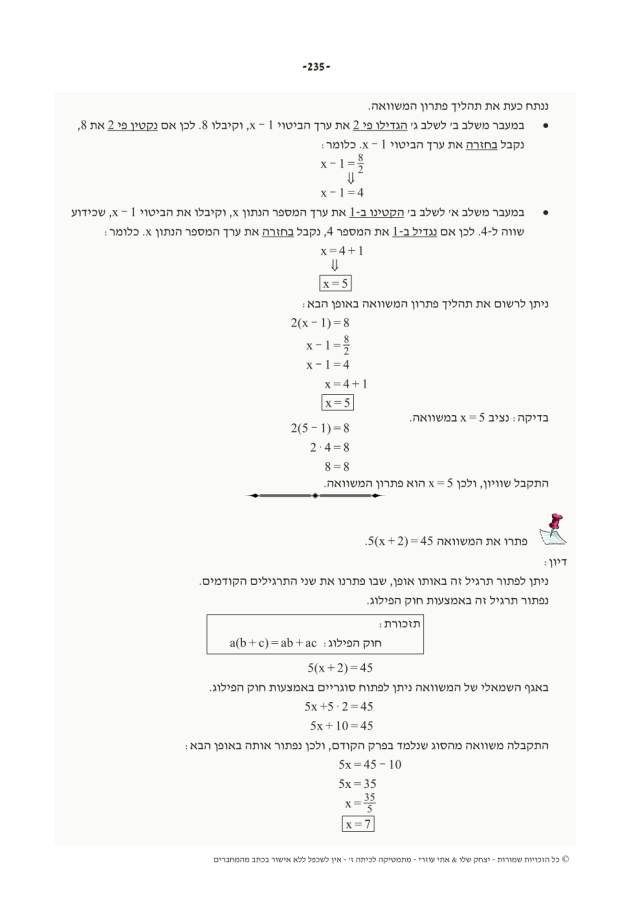 -235-
ננתח כעת את תהליך פתרון המשוואה.
• במעבר משלב ב׳ לשלב ג׳ הגדילו פי 2 את ערך הביטוי x − 1, וקיבלו 8. לכן אם נקטין פי 2 את 8,
נקבל בחזרה את ערך הביטוי x − 1. כלומר:
x − 1 = 8/2
⇓
x − 1 = 4
• במעבר משלב א׳ לשלב ב׳ הקטינו ב-1 את ערך המספר הנתון x, וקיבלו את הביטוי x − 1, שכידוע
שווה ל-4. לכן אם נגדיל ב-1 את המספר 4, נקבל בחזרה את ערך המספר הנתון x. כלומר:
x = 4 + 1
⇓
x = 5
ניתן לרשום את תהליך פתרון המשוואה באופן הבא:
2(x − 1) = 8
x − 1 = 8/2
x − 1 = 4
x = 4 + 1
x = 5
בדיקה: נציב x = 5 במשוואה.
2(5 − 1) = 8
2 · 4 = 8
8 = 8
התקבל שוויון, ולכן x = 5 הוא פתרון המשוואה.
פתרו את המשוואה 5(x + 2) = 45.
דיון:
ניתן לפתור תרגיל זה באותו אופן, שבו פתרנו את שני התרגילים הקודמים.
נפתור תרגיל זה באמצעות חוק הפילוג.
תזכורת:
חוק הפילוג: a(b + c) = ab + ac
5(x + 2) = 45
באגף השמאלי של המשוואה ניתן לפתוח סוגריים באמצעות חוק הפילוג.
5x +5 · 2 = 45
5x + 10 = 45
התקבלה משוואה מהסוג שנלמד בפרק הקודם, ולכן נפתור אותה באופן הבא:
5x = 45 − 10
5x = 35
x = 35/5
x = 7
© כל הזכויות שמורות - יצחק שלו & אתי עוזרי - מתמטיקה לכיתה ז׳ - אין לשכפל ללא אישור בכתב מהמחברים